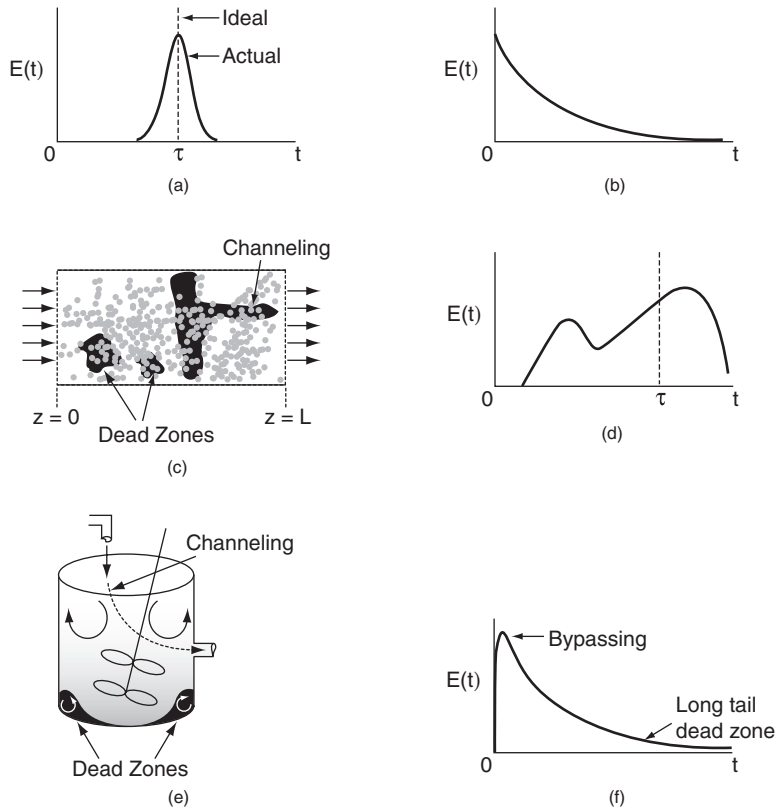 Ideal
Actual
E(t)
0
τ
t
(a)
E(t)
0
t
(b)
Channeling
z = 0
z = L
Dead Zones
(c)
E(t)
0
τ
t
(d)
Channeling
Dead Zones
(e)
Bypassing
E(t)
Long tail
dead zone
0
t
(f)